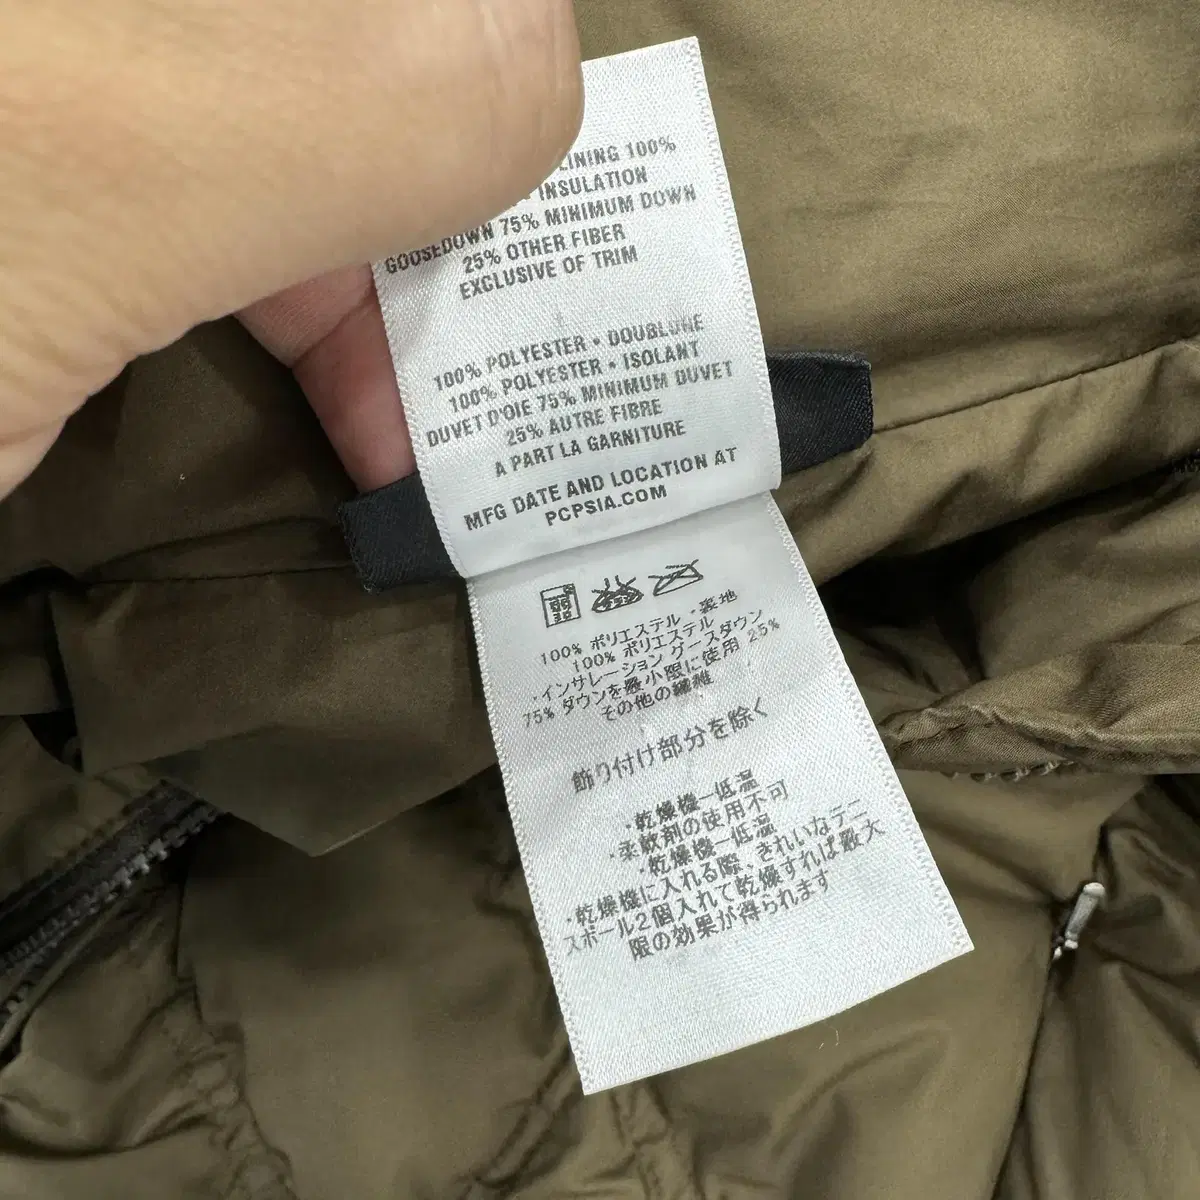 LINING 100%
INSULATION
GOOSEDOWN 75% MINIMUM DOWN
25% OTHER FIBER
EXCLUSIVE OF TRIM
100% POLYESTER • DOUBLURE
100% POLYESTER • ISOLANT
DUVET D'OIE 75% MINIMUM DUVET
25% AUTRE FIBRE
A PART LA GARNITURE
MFG DATE AND LOCATION AT
PCPSIA.COM
100% ポリエステル ・裏地
100% ポリエステル
・インサレーション グースダウン
75% ダウンを最小限に使用 25%
その他の繊維
飾り付け部分を除く
・乾燥機ー低温
・柔軟剤の使用不可
・乾燥機ー低温
・乾燥機に入れる際、きれいなテニ
スボール2個入れて乾燥すれば最大
限の効果が得られます